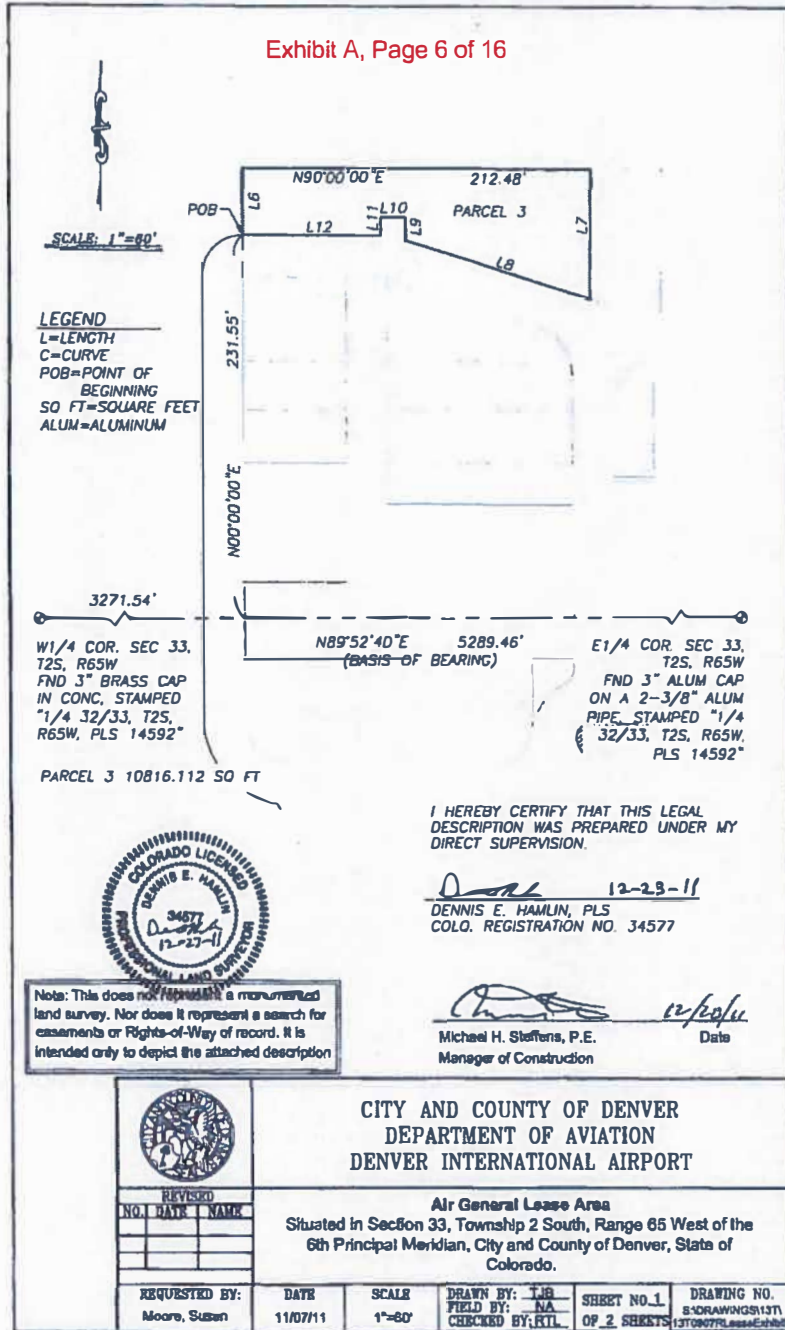 Exhibit A, Page 6 of 16
N90°00'00"E 212.48'
L6
POB
L12
L11
L10
L9
PARCEL 3
L7
L8
SCALE: 1"=60'
LEGEND
L=LENGTH
C=CURVE
POB=POINT OF
BEGINNING
SQ FT=SQUARE FEET
ALUM=ALUMINUM
231.55'
N00°00'00"E
3271.54'
N89°52'40"E 5289.46'
(BASIS OF BEARING)
W1/4 COR. SEC 33,
T2S, R65W
FND 3" BRASS CAP
IN CONC, STAMPED
"1/4 32/33, T2S,
R65W, PLS 14592"
E1/4 COR. SEC 33,
T2S, R65W
FND 3" ALUM CAP
ON A 2-3/8" ALUM
PIPE, STAMPED "1/4
32/33, T2S, R65W,
PLS 14592"
PARCEL 3 10816.112 SQ FT
I HEREBY CERTIFY THAT THIS LEGAL
DESCRIPTION WAS PREPARED UNDER MY
DIRECT SUPERVISION.
12-23-11
DENNIS E. HAMLIN, PLS
COLO. REGISTRATION NO. 34577
COLORADO LICENSED
DENNIS E. HAMLIN
34577
12-23-11
PROFESSIONAL LAND SURVEYOR
Note: This does not represent a monumented
land survey. Nor does it represent a search for
easements or Rights-of-Way of record. It is
intended only to depict the attached description
Michael H. Steffens, P.E. Date
Manager of Construction
CITY AND COUNTY OF DENVER
DEPARTMENT OF AVIATION
DENVER INTERNATIONAL AIRPORT
REVISED
NO. DATE NAME
Air General Lease Area
Situated in Section 33, Township 2 South, Range 65 West of the
6th Principal Meridian, City and County of Denver, State of
Colorado.
REQUESTED BY:
Moore, Susan
DATE
11/07/11
SCALE
1"=60'
DRAWN BY: TJB
FIELD BY: NA
CHECKED BY: RTL
SHEET NO. 1
OF 2 SHEETS
DRAWING NO.
S:\DRAWINGS\13T\